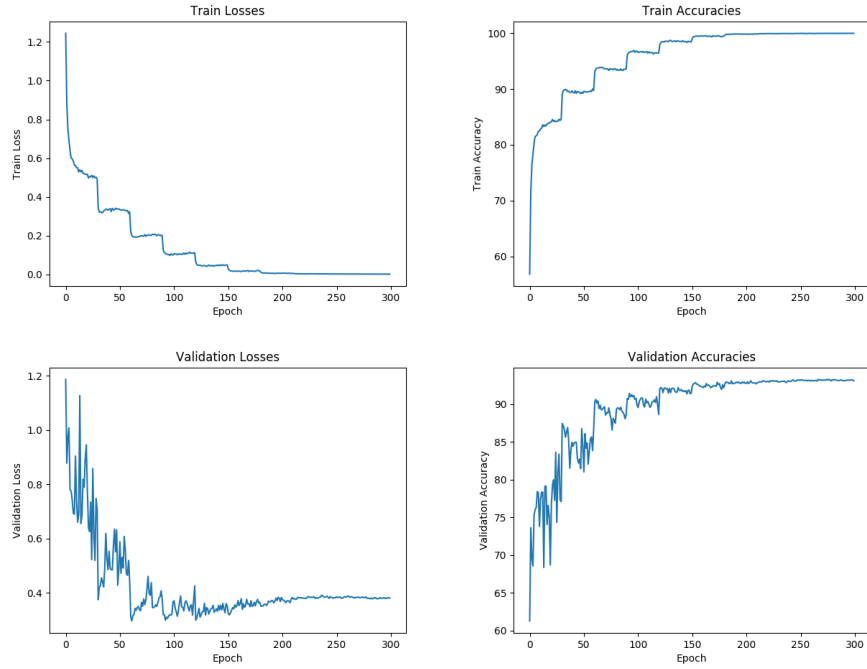 Train Losses
Train Loss
1.2
1.0
0.8
0.6
0.4
0.2
0.0
0 50 100 150 200 250 300
Epoch
Train Accuracies
Train Accuracy
100
90
80
70
60
0 50 100 150 200 250 300
Epoch
Validation Losses
Validation Loss
1.2
1.0
0.8
0.6
0.4
0 50 100 150 200 250 300
Epoch
Validation Accuracies
Validation Accuracy
90
85
80
75
70
65
60
0 50 100 150 200 250 300
Epoch